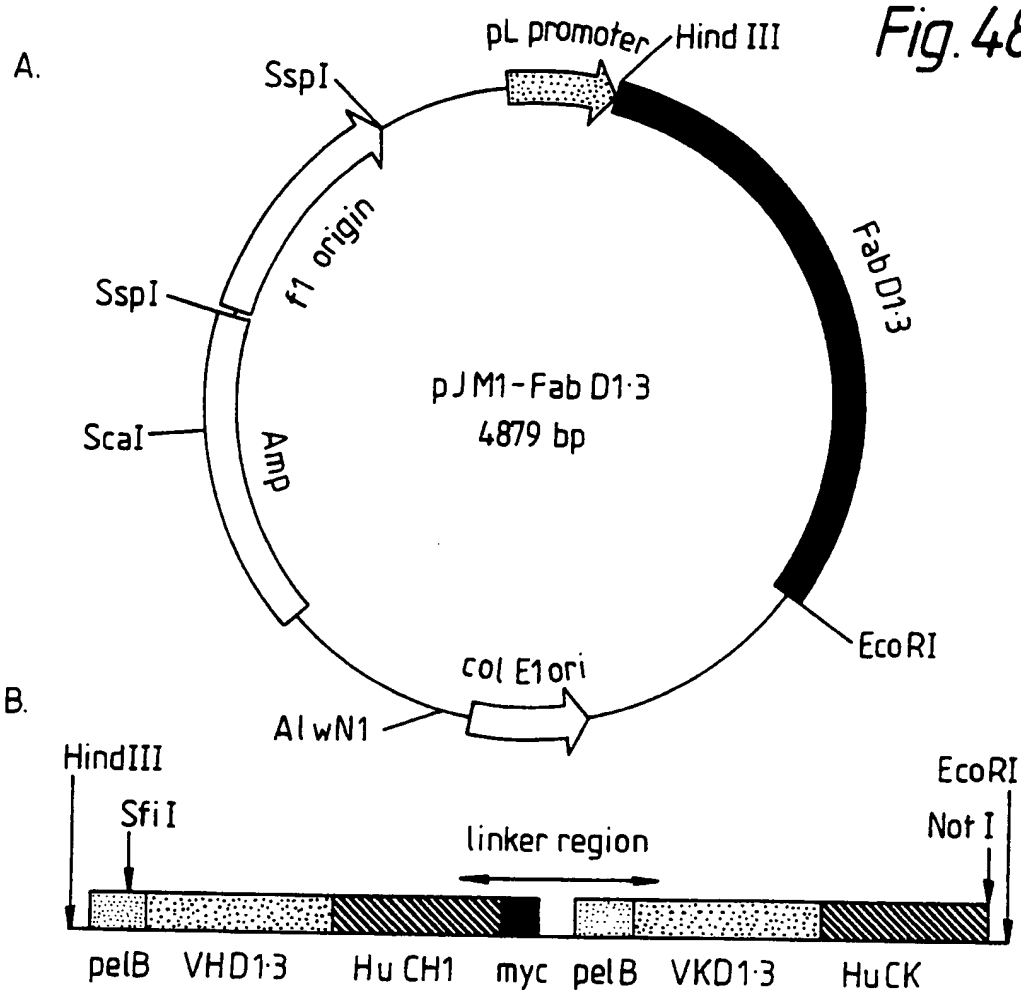 Fig. 48
A.
pL promoter
Hind III
SspI
f1 origin
SspI
Fab D1·3
pJM1-Fab D1·3
4879 bp
ScaI
Amp
EcoRI
col E1 ori
AlwN1
B.
HindIII
EcoRI
SfiI
Not I
linker region
pelB VHD1·3 Hu CH1 myc pelB VKD1·3 HuCK